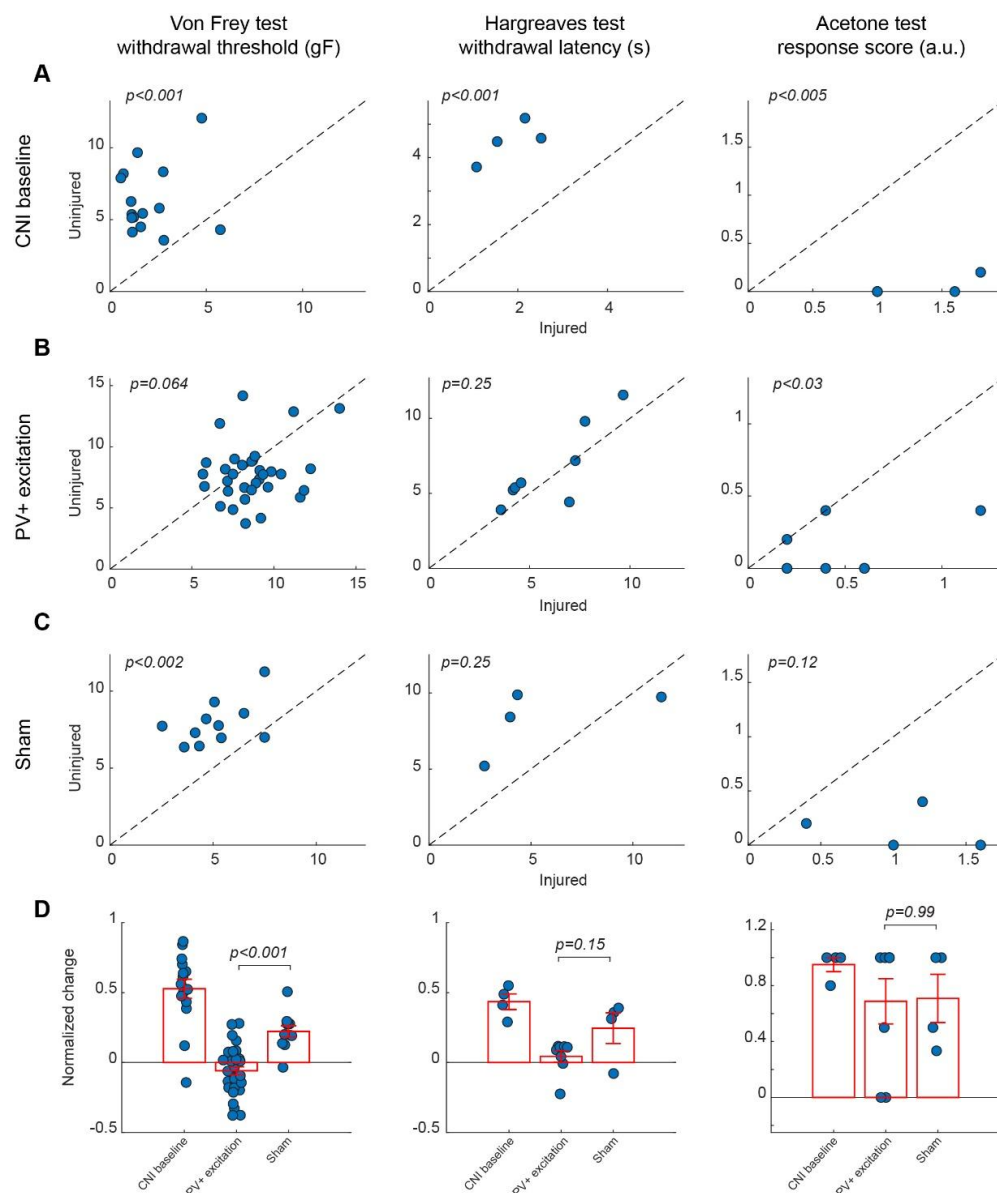 Von Frey test
withdrawal threshold (gF)
Hargreaves test
withdrawal latency (s)
Acetone test
response score (a.u.)
A
CNI baseline
p<0.001
Uninjured
10
5
0
0
5
10
p<0.001
4
2
0
0
2
4
Injured
p<0.005
1.5
1
0.5
0
0
0.5
1
1.5
B
PV+ excitation
p=0.064
Uninjured
15
10
5
0
0
5
10
15
p=0.25
10
5
0
0
5
10
Injured
p<0.03
1
0.5
0
0
0.5
1
C
Sham
p<0.002
Uninjured
10
5
0
0
5
10
p=0.25
10
5
0
0
5
10
Injured
p=0.12
1.5
1
0.5
0
0
0.5
1
1.5
D
Normalized change
1
0.5
0
-0.5
p<0.001
CNI baseline
PV+ excitation
Sham
1
0.5
0
-0.5
p=0.15
CNI baseline
PV+ excitation
Sham
1.2
0.8
0.4
0
p=0.99
CNI baseline
PV+ excitation
Sham